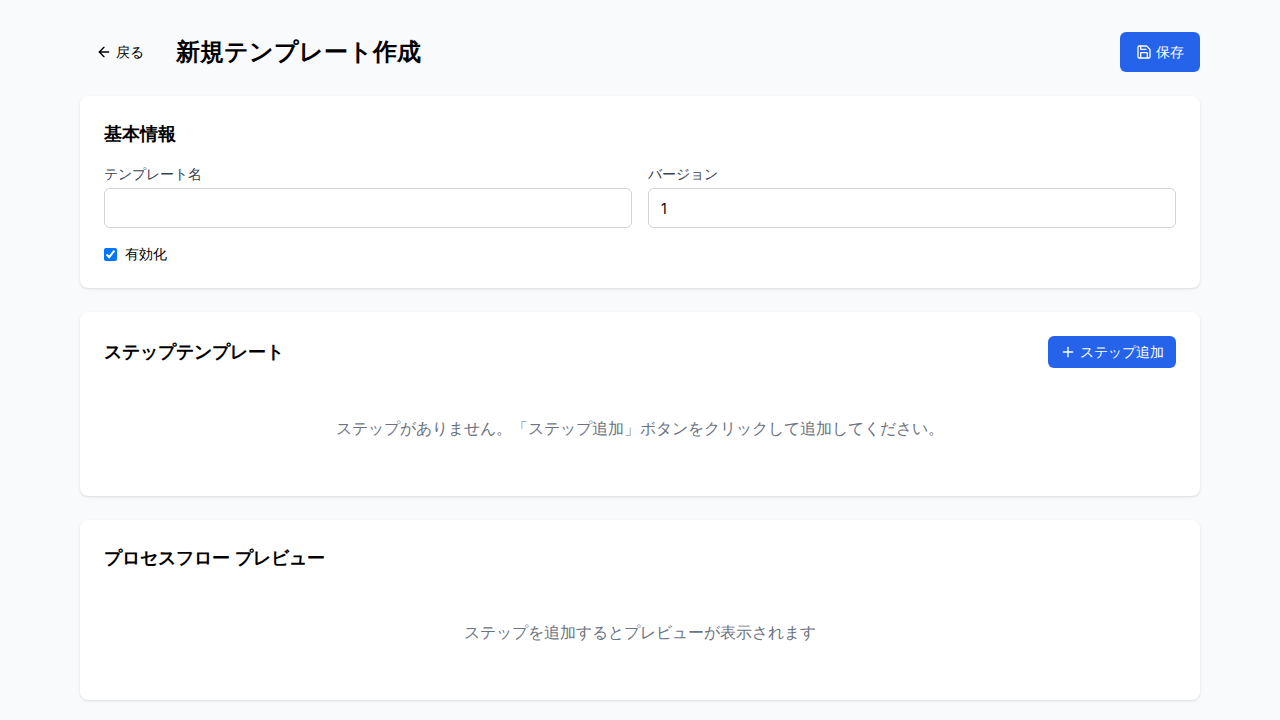 戻る
新規テンプレート作成
保存
基本情報
テンプレート名
バージョン
1
有効化
ステップテンプレート
ステップ追加
ステップがありません。「ステップ追加」ボタンをクリックして追加してください。
プロセスフロー プレビュー
ステップを追加するとプレビューが表示されます